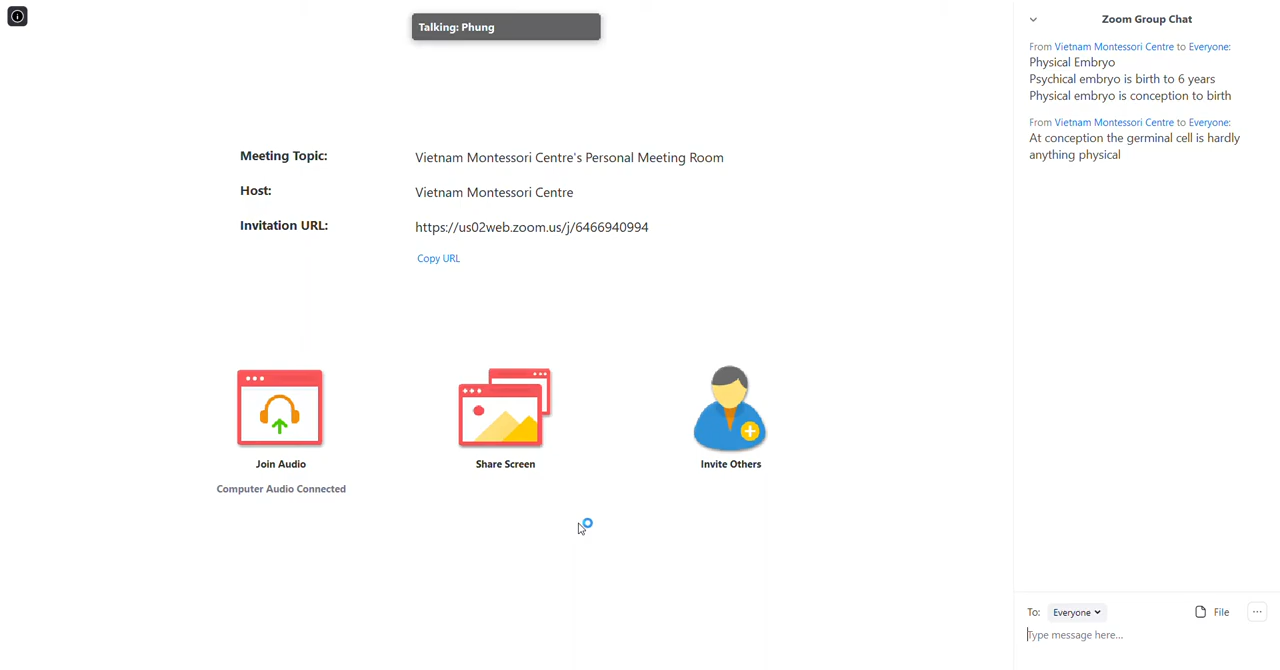 Talking: Phung
Meeting Topic:
Vietnam Montessori Centre's Personal Meeting Room
Host:
Vietnam Montessori Centre
Invitation URL:
https://us02web.zoom.us/j/6466940994
Copy URL
Join Audio
Computer Audio Connected
Share Screen
Invite Others
Zoom Group Chat
From Vietnam Montessori Centre to Everyone:
Physical Embryo
Psychical embryo is birth to 6 years
Physical embryo is conception to birth
From Vietnam Montessori Centre to Everyone:
At conception the germinal cell is hardly
anything physical
To: Everyone
File
Type message here...